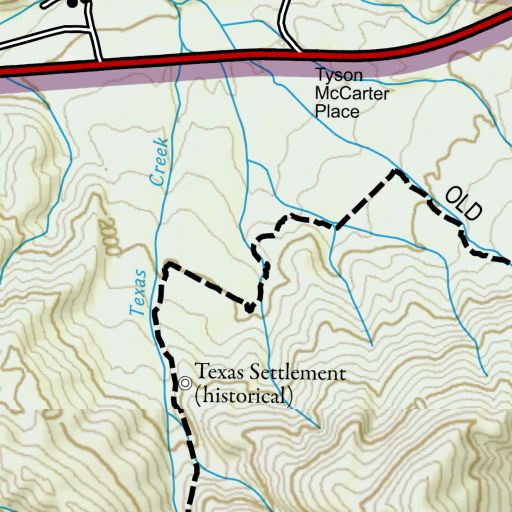 Tyson
McCarter
Place
OLD
Creek
Texas
Texas Settlement
(historical)